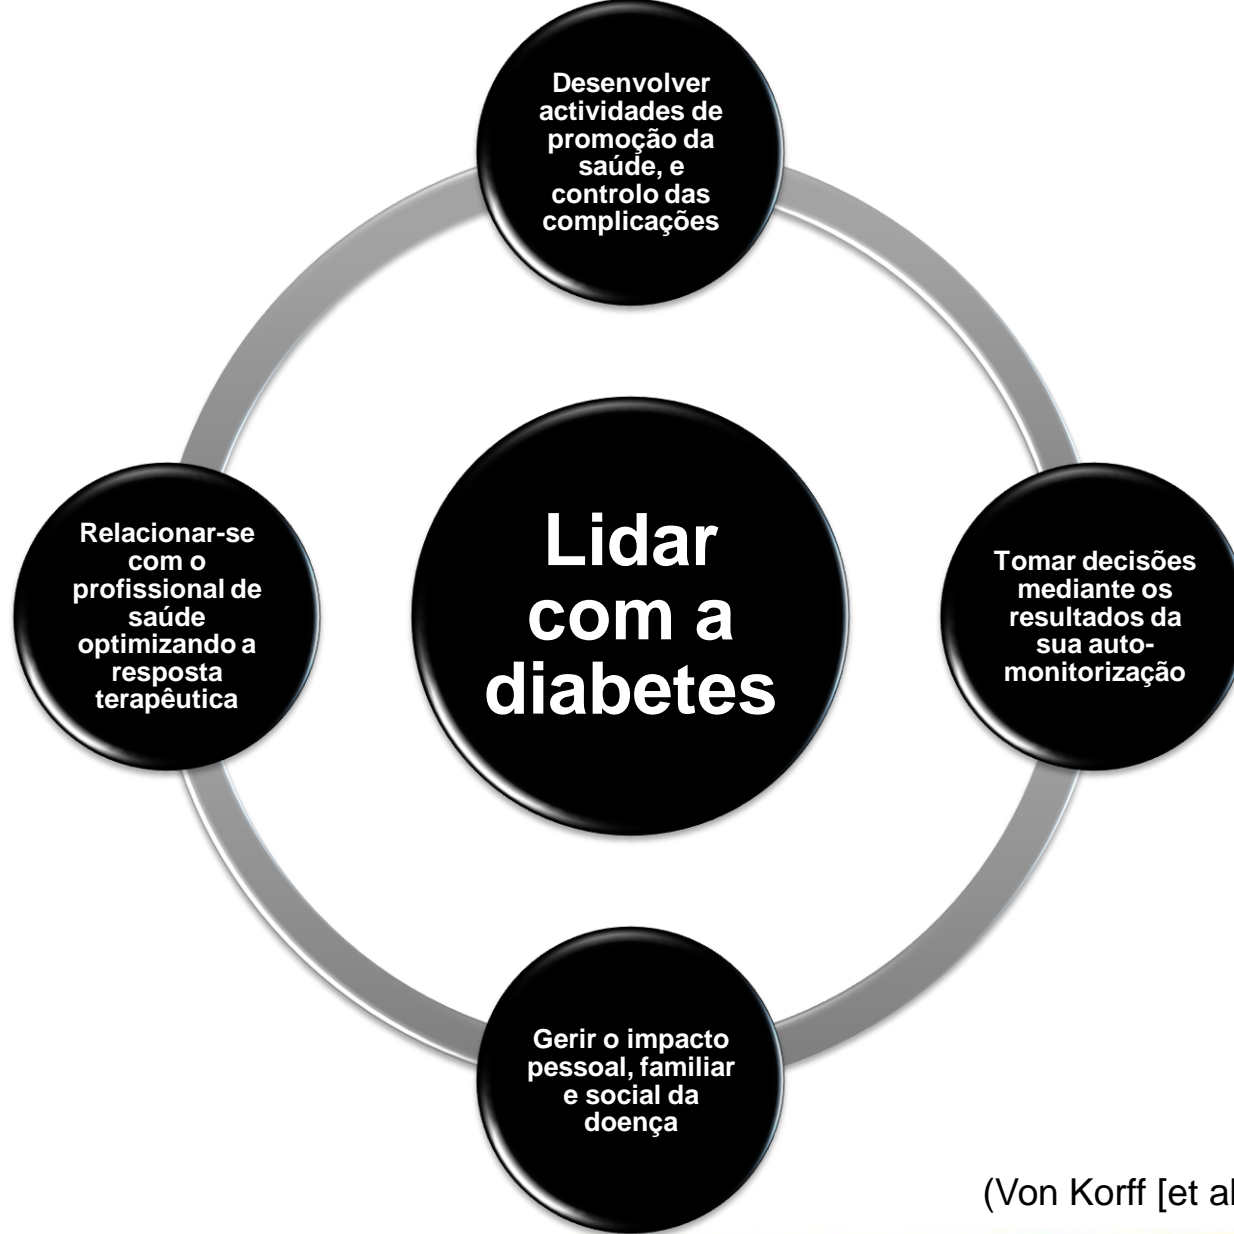 Desenvolver
actividades de
promoção da
saúde, e
controlo das
complicações
Relacionar-se
com o
profissional de
saúde
optimizando a
resposta
terapêutica
Lidar
com a
diabetes
Tomar decisões
mediante os
resultados da
sua auto-
monitorização
Gerir o impacto
pessoal, familiar
e social da
doença
(Von Korff [et al